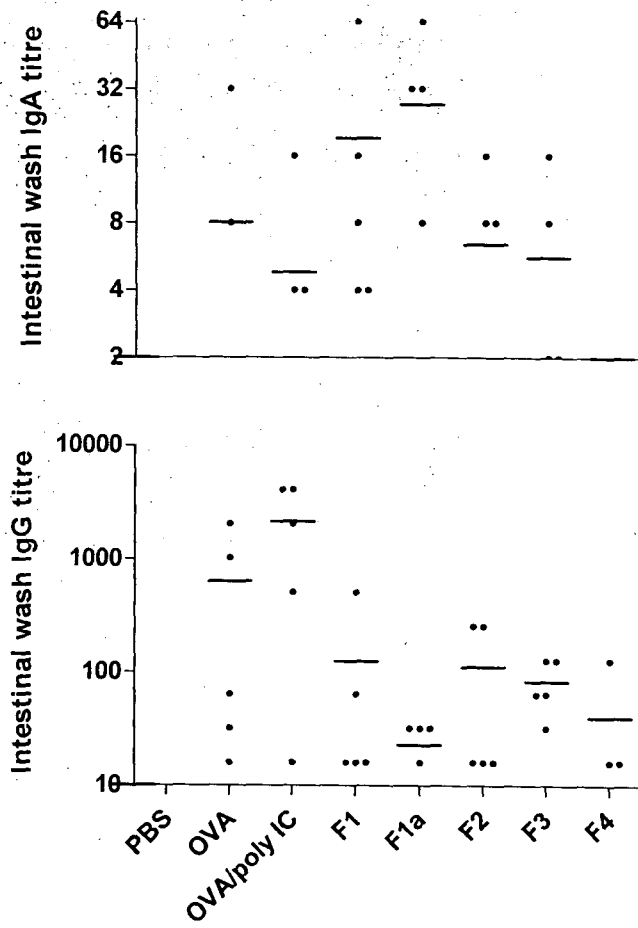 Intestinal wash IgA titre
64
32
16
8
4
2
Intestinal wash IgG titre
10000
1000
100
10
PBS
OVA
OVA/poly IC
F1
F1a
F2
F3
F4